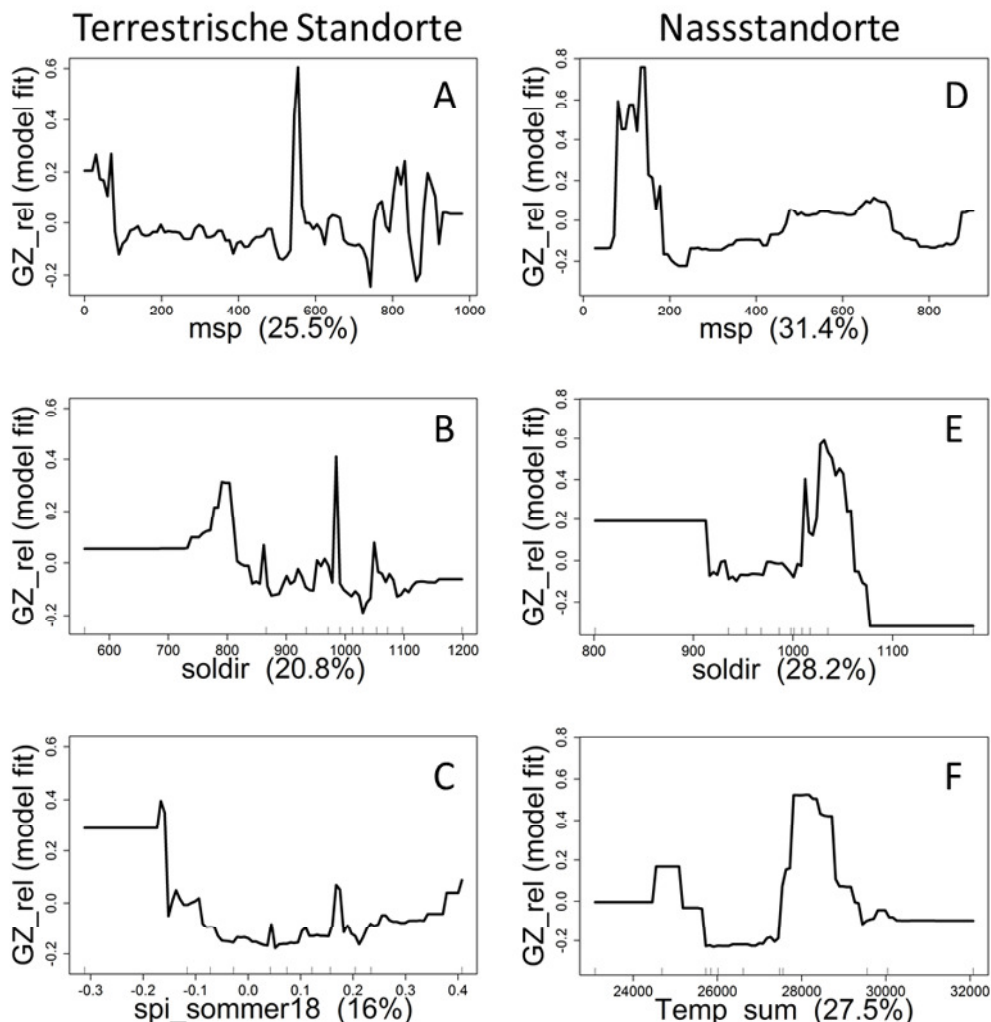 Terrestrische Standorte
Nassstandorte
A
GZ_rel (model fit)
-0.2 0.0 0.2 0.4 0.6
0 200 400 600 800 1000
msp (25.5%)
D
GZ_rel (model fit)
-0.2 0.0 0.2 0.4 0.6 0.8
0 200 400 600 800
msp (31.4%)
B
GZ_rel (model fit)
-0.2 0.0 0.2 0.4 0.6
600 700 800 900 1000 1100 1200
soldir (20.8%)
E
GZ_rel (model fit)
-0.2 0.0 0.2 0.4 0.6 0.8
800 900 1000 1100
soldir (28.2%)
C
GZ_rel (model fit)
-0.2 0.0 0.2 0.4 0.6
-0.3 -0.2 -0.1 0.0 0.1 0.2 0.3 0.4
spi_sommer18 (16%)
F
GZ_rel (model fit)
-0.2 0.0 0.2 0.4 0.6 0.8
24000 26000 28000 30000 32000
Temp_sum (27.5%)